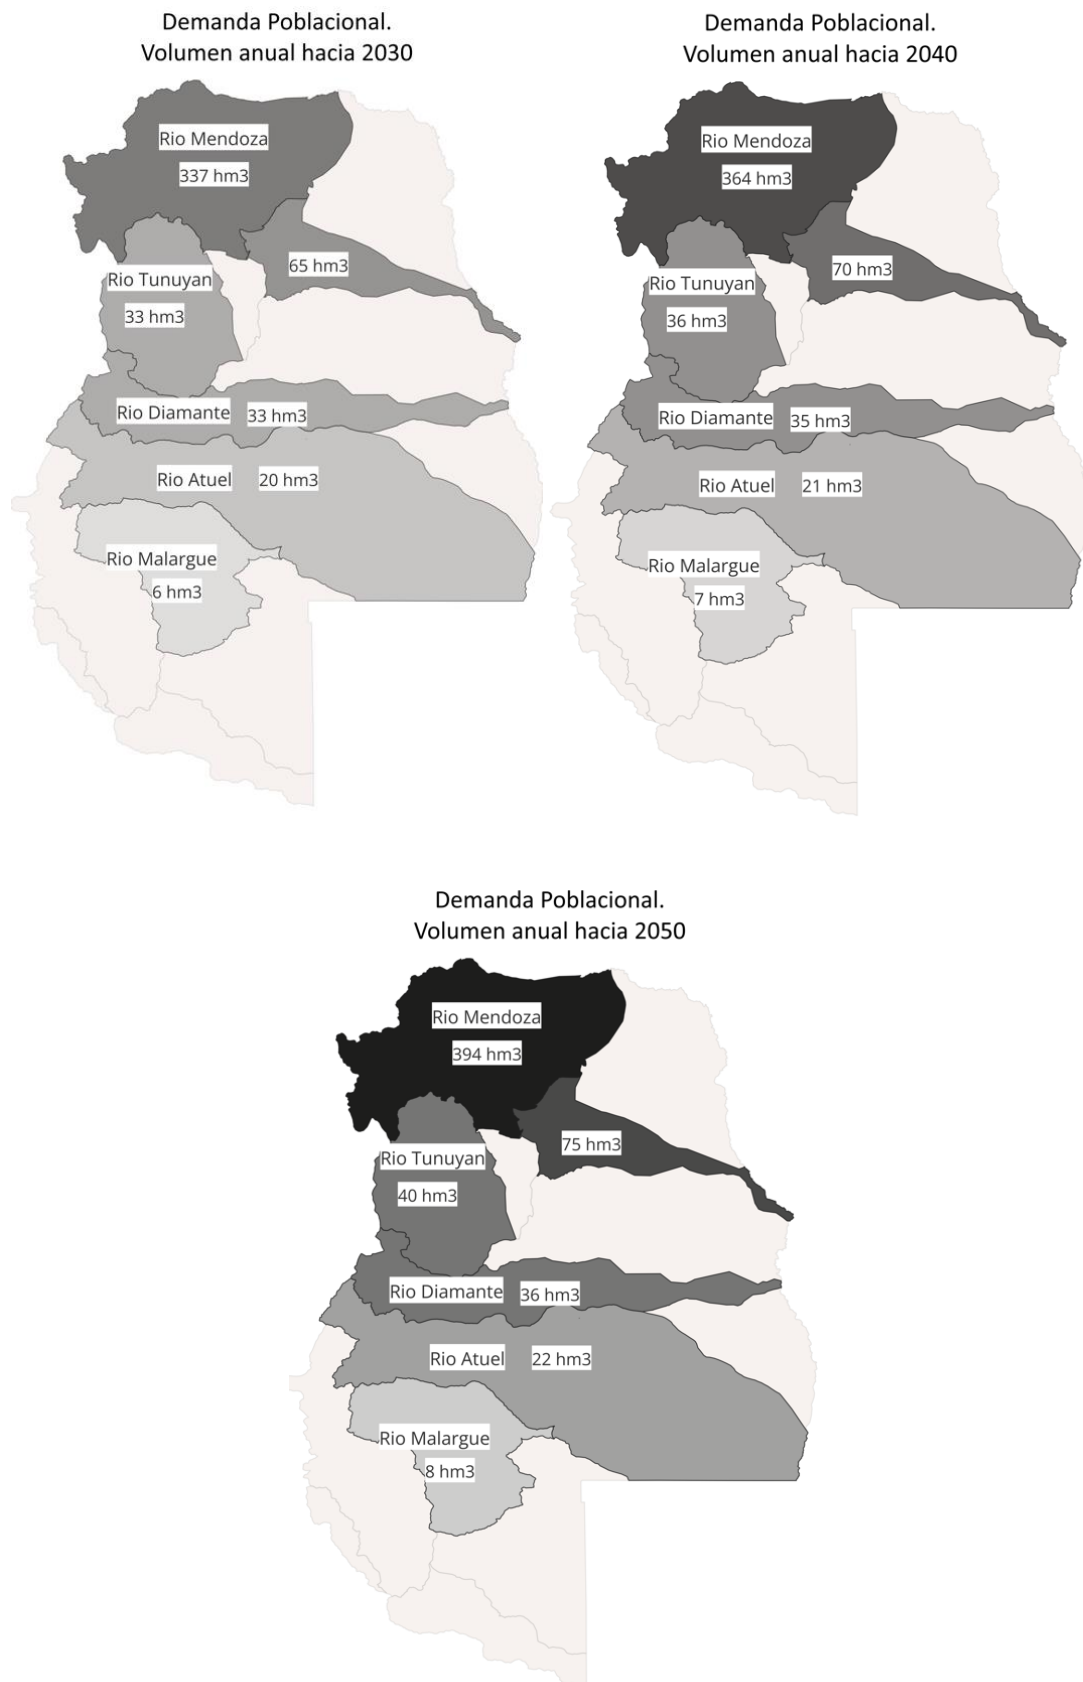 Demanda Poblacional.
Volumen anual hacia 2030
Rio Mendoza
337 hm3
65 hm3
Rio Tunuyan
33 hm3
Rio Diamante
33 hm3
Rio Atuel
20 hm3
Rio Malargue
6 hm3
Demanda Poblacional.
Volumen anual hacia 2040
Rio Mendoza
364 hm3
70 hm3
Rio Tunuyan
36 hm3
Rio Diamante
35 hm3
Rio Atuel
21 hm3
Rio Malargue
7 hm3
Demanda Poblacional.
Volumen anual hacia 2050
Rio Mendoza
394 hm3
75 hm3
Rio Tunuyan
40 hm3
Rio Diamante
36 hm3
Rio Atuel
22 hm3
Rio Malargue
8 hm3